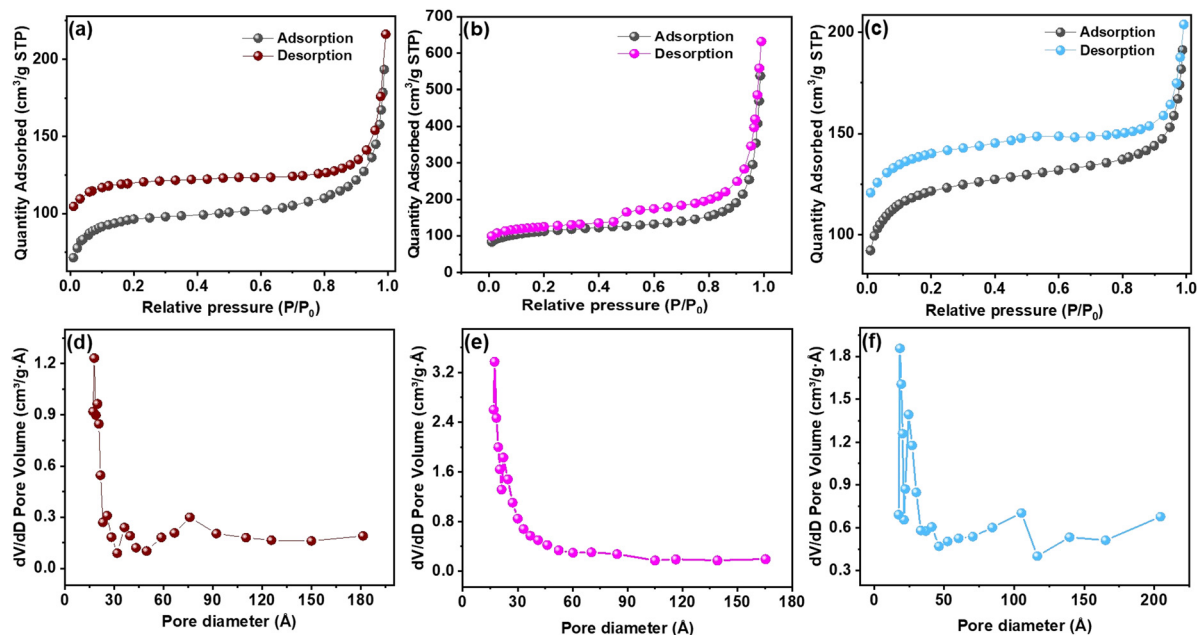 (a)
Adsorption
Desorption
Quantity Adsorbed (cm³/g STP)
200
150
100
0.0 0.2 0.4 0.6 0.8 1.0
Relative pressure (P/P₀)
(b)
Adsorption
Desorption
Quantity Adsorbed (cm³/g STP)
700
600
500
400
300
200
100
0
0.0 0.2 0.4 0.6 0.8 1.0
Relative pressure (P/P₀)
(c)
Adsorption
Desorption
Quantity Adsorbed (cm³/g STP)
200
150
100
0.0 0.2 0.4 0.6 0.8 1.0
Relative pressure (P/P₀)
(d)
dV/dD Pore Volume (cm³/g·Å)
1.2
0.9
0.6
0.3
0.0
0 30 60 90 120 150 180
Pore diameter (Å)
(e)
dV/dD Pore Volume (cm³/g·Å)
3.2
2.4
1.6
0.8
0.0
0 30 60 90 120 150 180
Pore diameter (Å)
(f)
dV/dD Pore Volume (cm³/g·Å)
1.8
1.5
1.2
0.9
0.6
0.3
0 50 100 150 200
Pore diameter (Å)